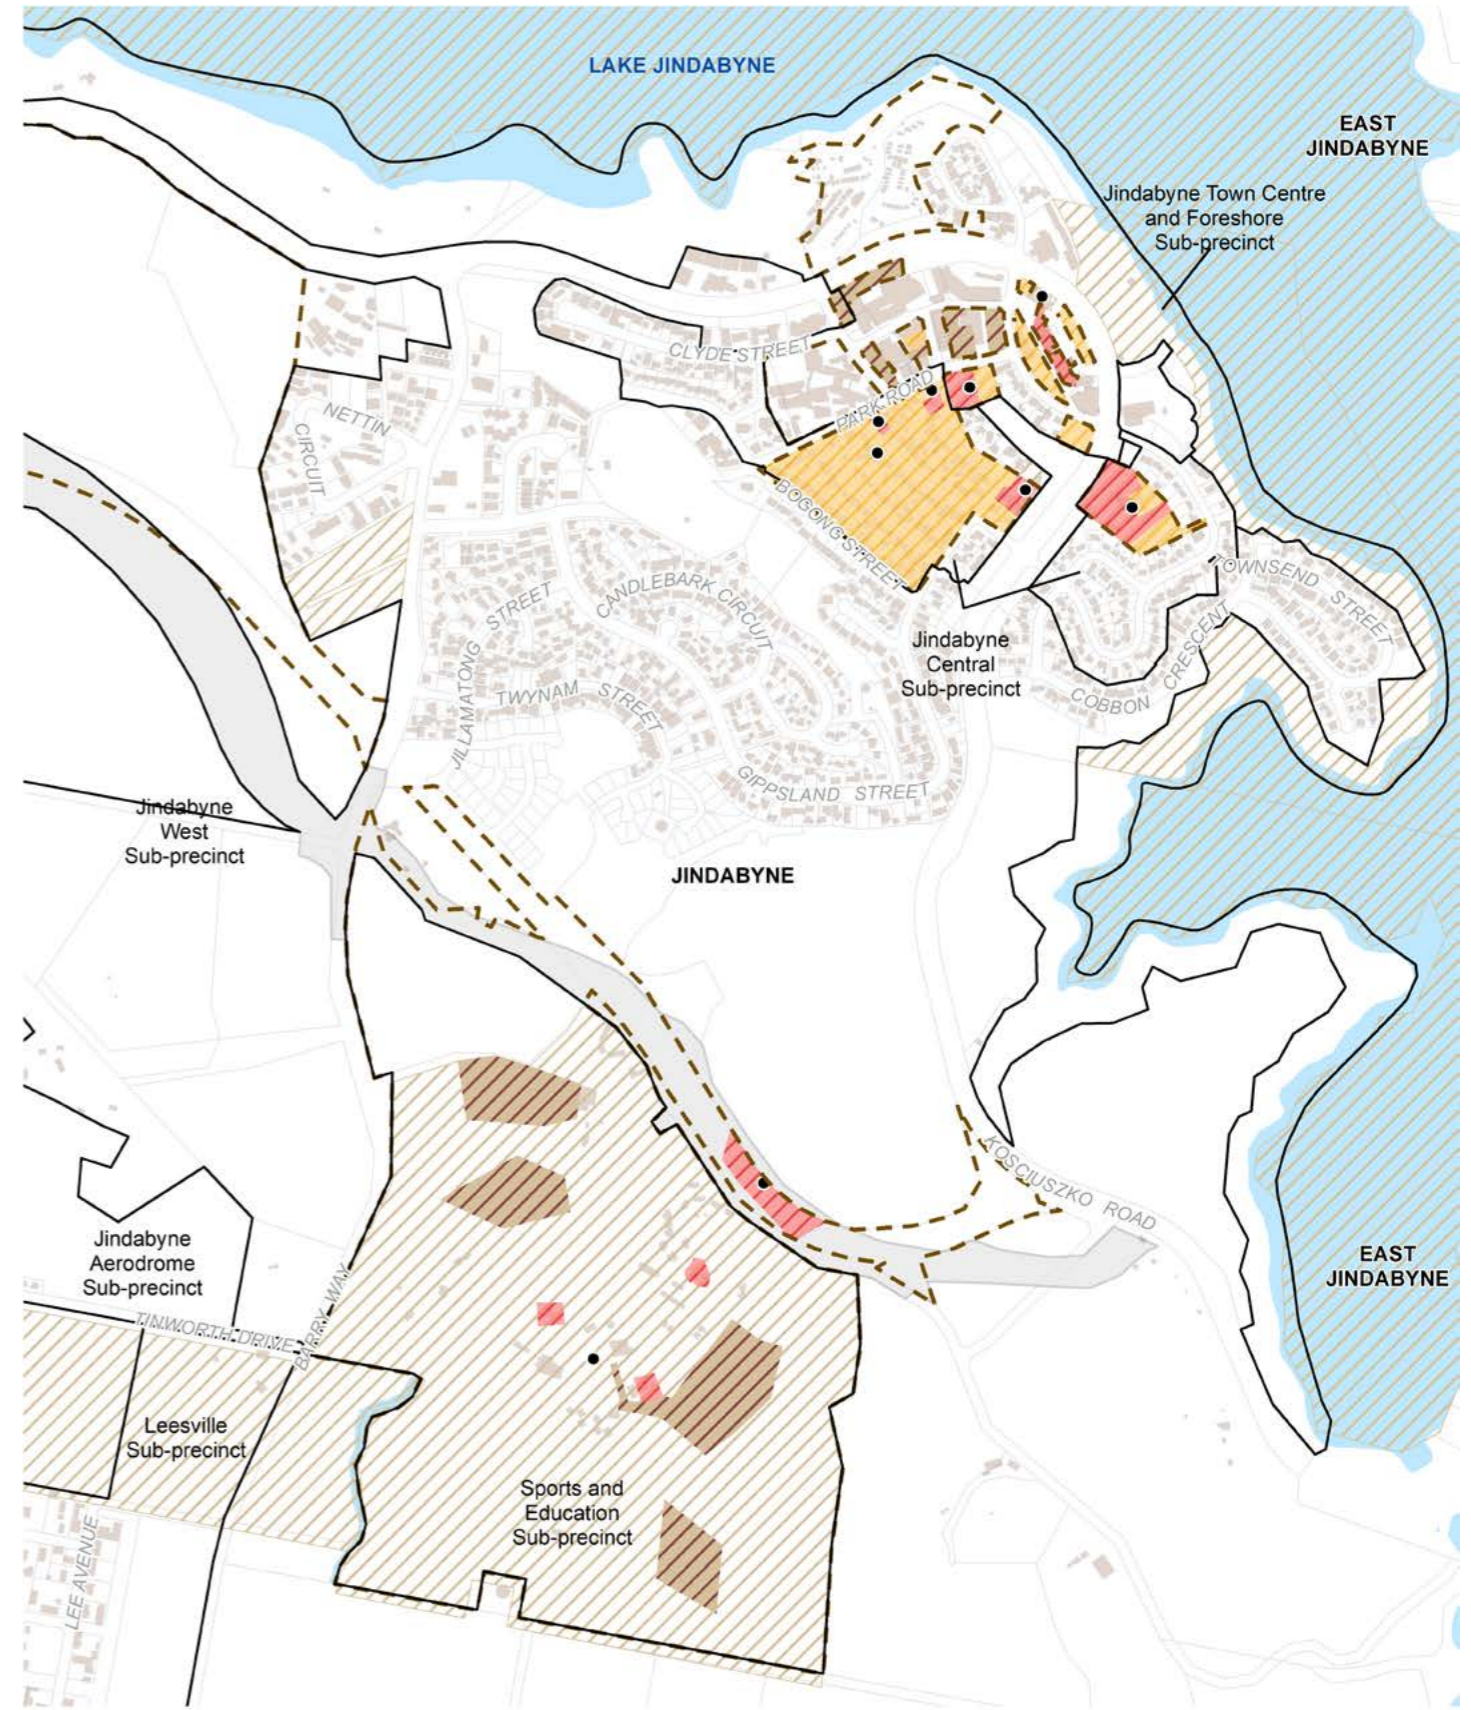 LAKE JINDABYNE
EAST
JINDABYNE
Jindabyne Town Centre
and Foreshore
Sub-precinct
CLYDE STREET
PARK ROAD
NETTIN
CIRCUIT
BOGONG STREET
TOWNSEND
STREET
CANDLEBARK CIRCUIT
JILLAMATONG STREET
Jindabyne
Central
Sub-precinct
COBBON CRESCENT
TWYNAM STREET
GIPPSLAND STREET
Jindabyne
West
Sub-precinct
JINDABYNE
KOSCIUSZKO ROAD
Jindabyne
Aerodrome
Sub-precinct
EAST
JINDABYNE
BARRY WAY
TINWORTH DRIVE
Leesville
Sub-precinct
Sports and
Education
Sub-precinct
LEE AVENUE